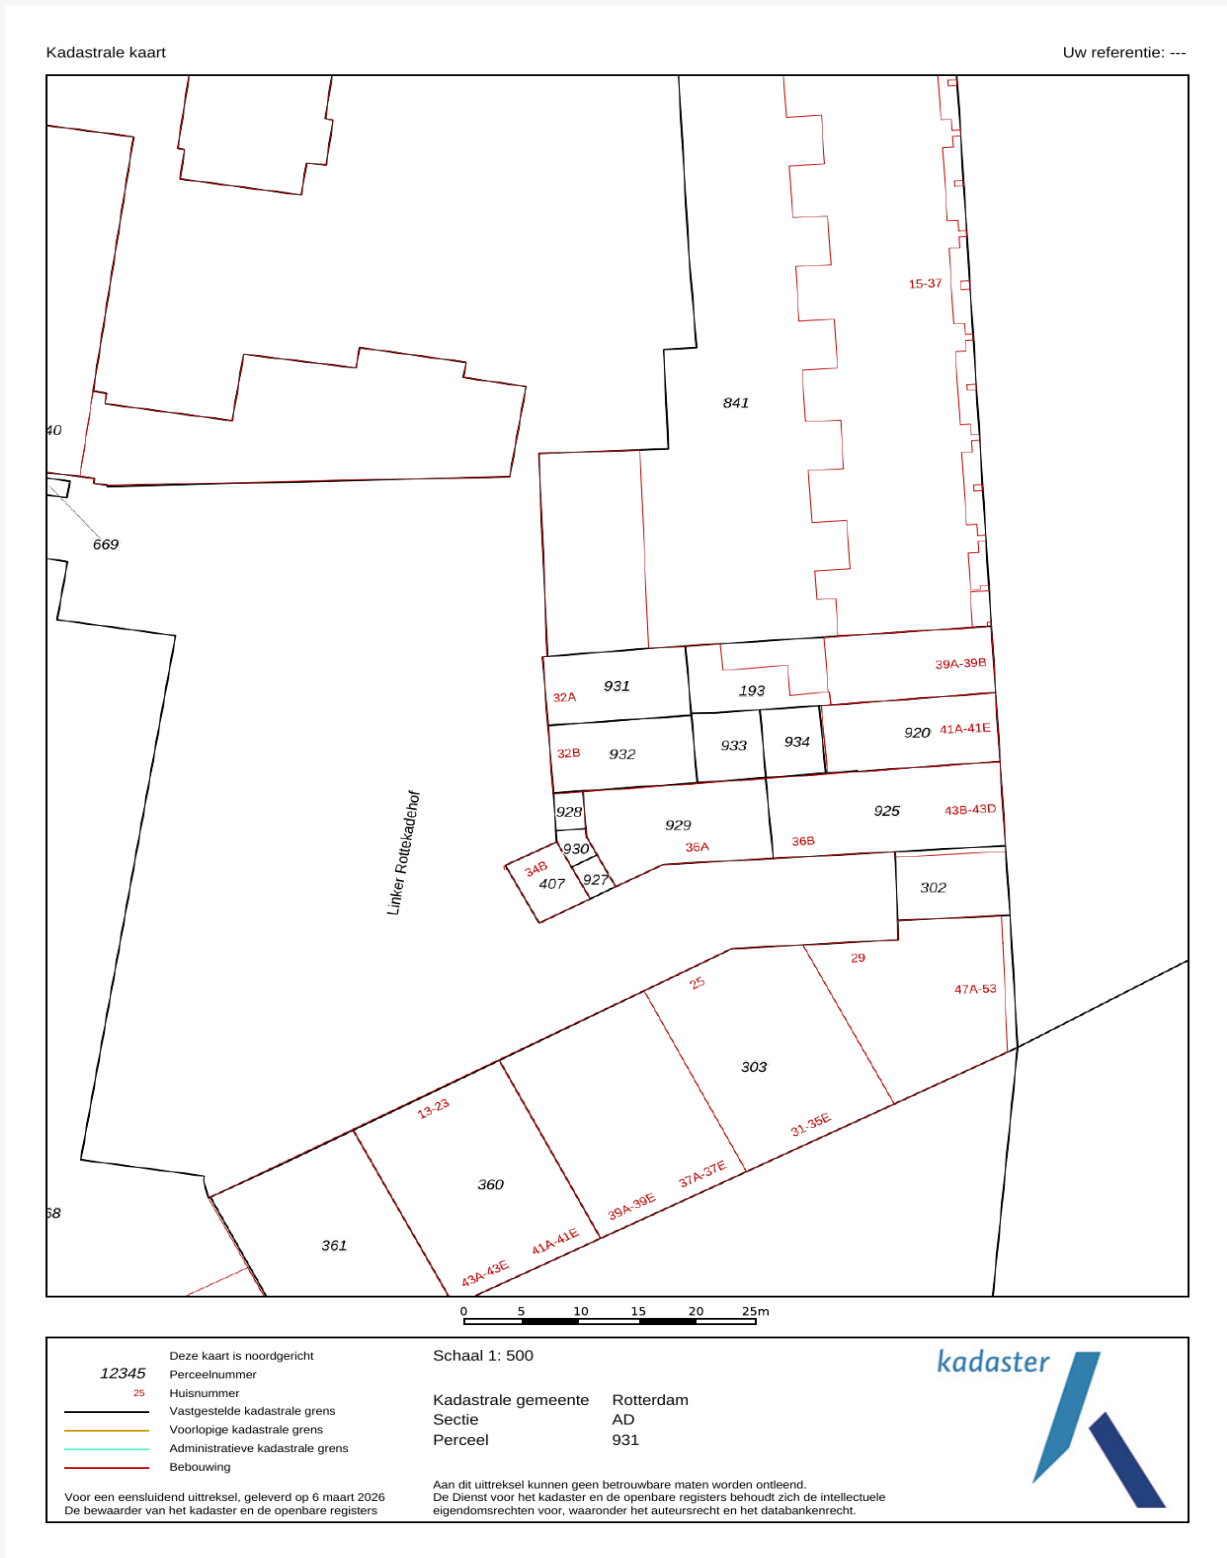 Kadastrale kaart
Uw referentie: ---
15-37
841
40
669
39A-39B
931
193
32A
920
41A-41E
933
934
32B
932
928
925
43B-43D
929
36A
36B
930
34B
407
927
302
Linker Rottekadehof
29
25
47A-53
303
13-23
31-35E
37A-37E
360
39A-39E
68
41A-41E
361
43A-43E
0 5 10 15 20 25m
Deze kaart is noordgericht
12345 Perceelnummer
25 Huisnummer
Vastgestelde kadastrale grens
Voorlopige kadastrale grens
Administratieve kadastrale grens
Bebouwing
Voor een eensluidend uittreksel, geleverd op 6 maart 2026
De bewaarder van het kadaster en de openbare registers
Schaal 1: 500
Kadastrale gemeente Rotterdam
Sectie AD
Perceel 931
Aan dit uittreksel kunnen geen betrouwbare maten worden ontleend.
De Dienst voor het kadaster en de openbare registers behoudt zich de intellectuele
eigendomsrechten voor, waaronder het auteursrecht en het databankenrecht.
kadaster